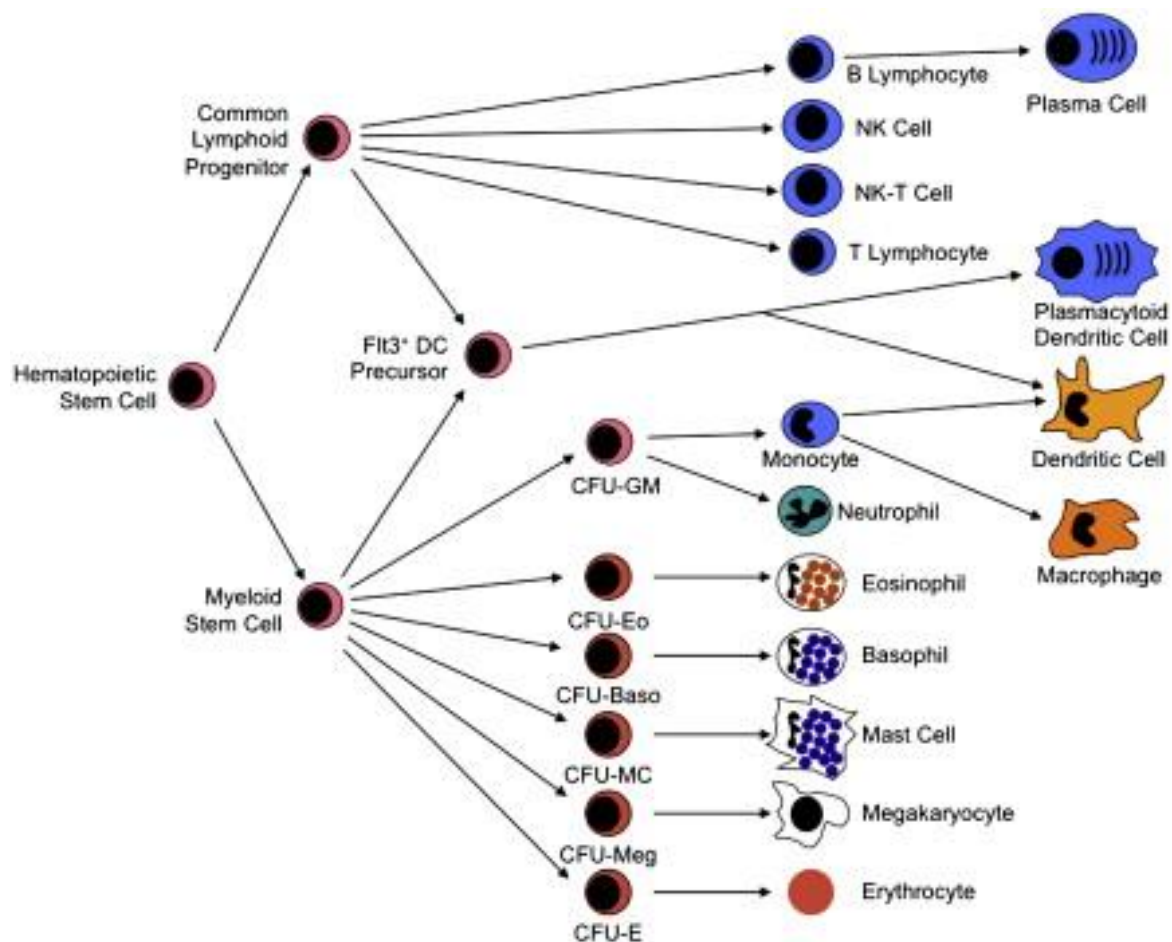 Common
Lymphoid
Progenitor
B Lymphocyte
Plasma Cell
NK Cell
NK-T Cell
T Lymphocyte
Plasmacytoid
Dendritic Cell
Flt3+ DC
Precursor
Hematopoietic
Stem Cell
CFU-GM
Monocyte
Dendritic Cell
Neutrophil
Macrophage
Myeloid
Stem Cell
CFU-Eo
Eosinophil
CFU-Baso
Basophil
CFU-MC
Mast Cell
CFU-Meg
Megakaryocyte
CFU-E
Erythrocyte